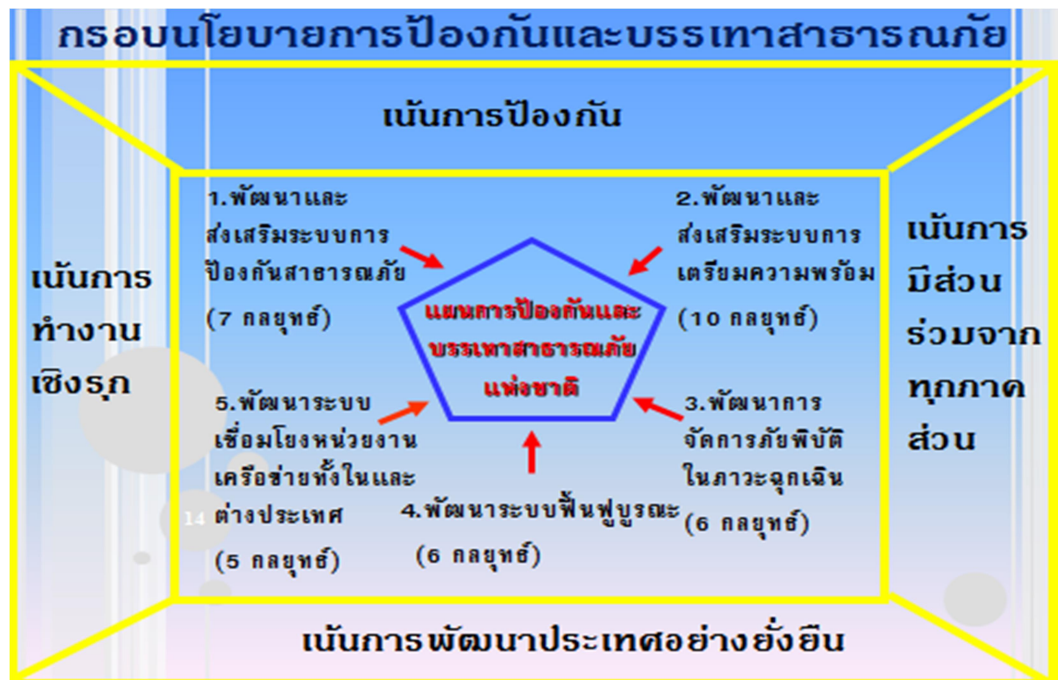 กรอบนโยบายการป้องกันและบรรเทาสาธารณภัย
เน้นการป้องกัน
เน้นการ
ทำงาน
เชิงรุก
1.พัฒนาและ
ส่งเสริมระบบการ
ป้องกันสาธารณภัย
(7 กลยุทธ์)
2.พัฒนาและ
ส่งเสริมระบบการ
เตรียมความพร้อม
(10 กลยุทธ์)
แผนการป้องกันและ
บรรเทาสาธารณภัย
แห่งชาติ
3.พัฒนาการ
จัดการภัยพิบัติ
ในภาวะฉุกเฉิน
(6 กลยุทธ์)
4.พัฒนาระบบฟื้นฟูบูรณะ
(6 กลยุทธ์)
5.พัฒนาระบบ
เชื่อมโยงหน่วยงาน
เครือข่ายทั้งในและ
ต่างประเทศ
(5 กลยุทธ์)
เน้นการ
มีส่วน
ร่วมจาก
ทุกภาค
ส่วน
14
เน้นการพัฒนาประเทศอย่างยั่งยืน